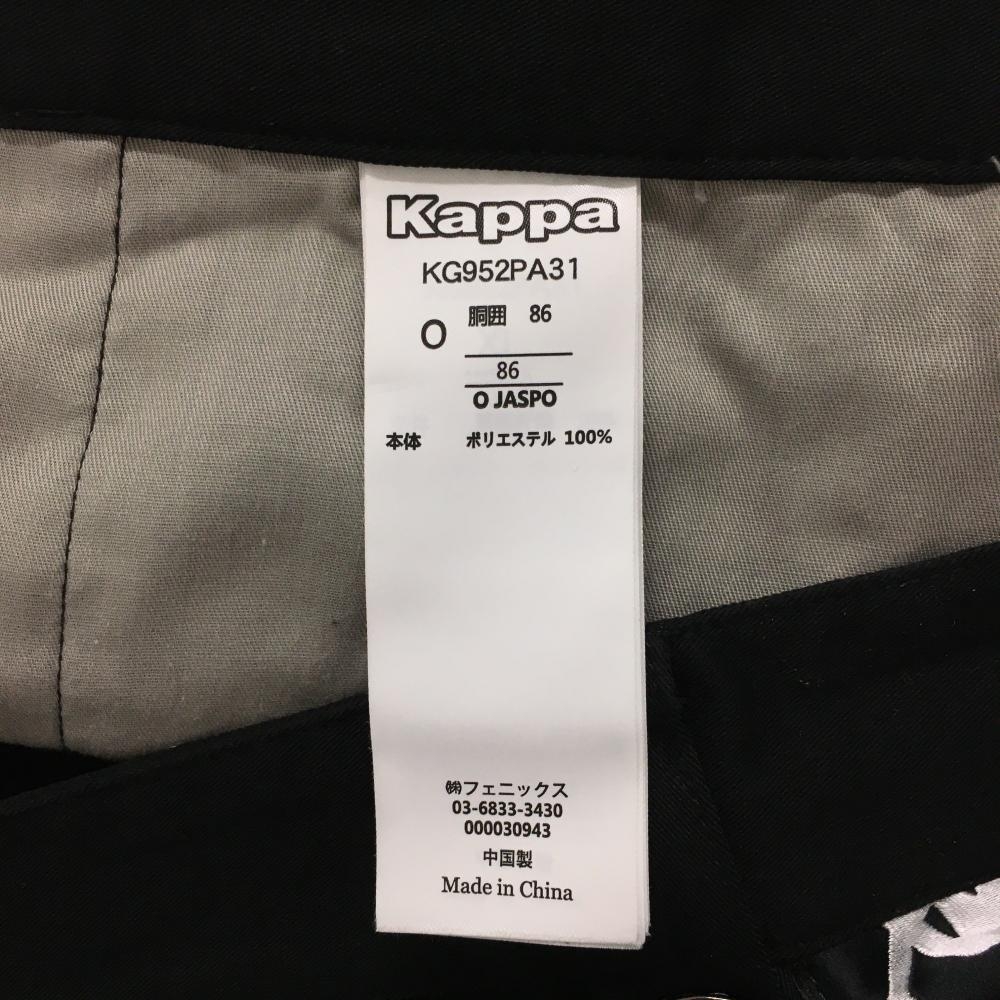 Kappa
KG952PA31
O 胴囲 86
86
O JASPO
本体 ポリエステル 100%
㈱フェニックス
03-6833-3430
000030943
中国製
Made in China